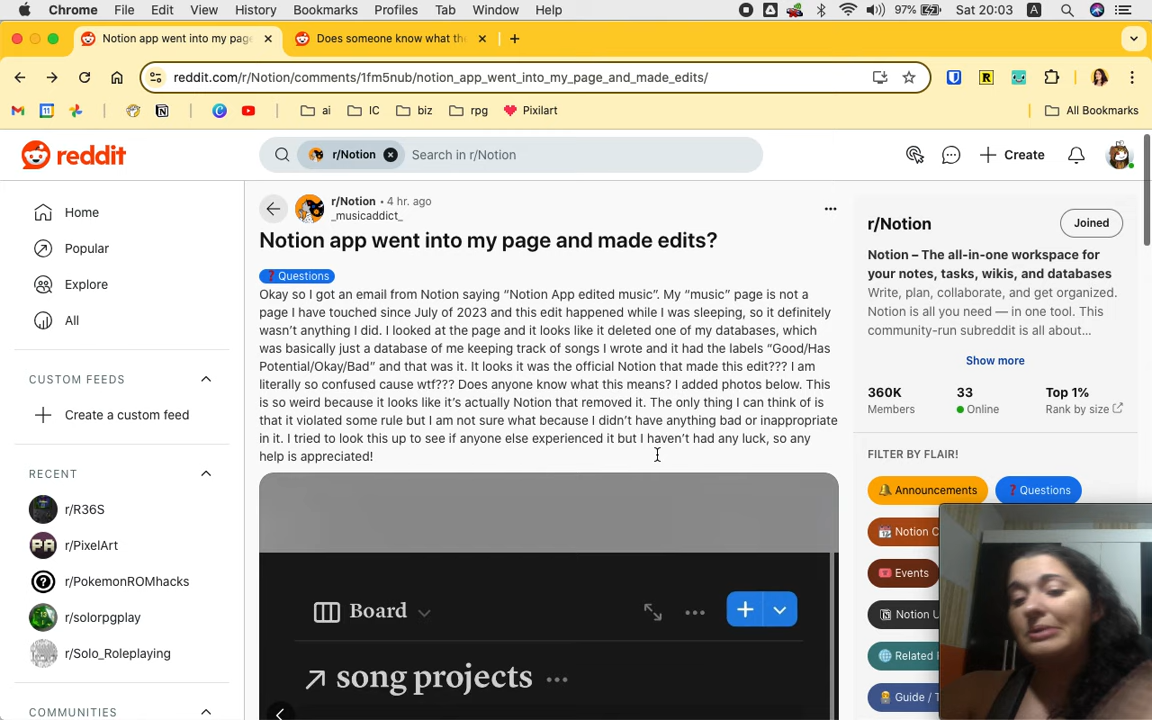 Chrome File Edit View History Bookmarks Profiles Tab Window Help 97% Sat 20:03 A
Notion app went into my page Does someone know what the
reddit.com/r/Notion/comments/1fm5nub/notion_app_went_into_my_page_and_made_edits/
ai IC biz rpg Pixilart All Bookmarks
reddit r/Notion Search in r/Notion Create
Home
Popular
Explore
All
CUSTOM FEEDS
Create a custom feed
RECENT
r/R36S
r/PixelArt
r/PokemonROMhacks
r/solorpgplay
r/Solo_Roleplaying
COMMUNITIES
r/Notion • 4 hr. ago
_musicaddict_
Notion app went into my page and made edits?
❓Questions
Okay so I got an email from Notion saying “Notion App edited music”. My “music” page is not a
page I have touched since July of 2023 and this edit happened while I was sleeping, so it definitely
wasn’t anything I did. I looked at the page and it looks like it deleted one of my databases, which
was basically just a database of me keeping track of songs I wrote and it had the labels “Good/Has
Potential/Okay/Bad” and that was it. It looks it was the official Notion that made this edit??? I am
literally so confused cause wtf??? Does anyone know what this means? I added photos below. This
is so weird because it looks like it’s actually Notion that removed it. The only thing I can think of is
that it violated some rule but I am not sure what because I didn’t have anything bad or inappropriate
in it. I tried to look this up to see if anyone else experienced it but I haven’t had any luck, so any
help is appreciated!
Board
song projects
r/Notion Joined
Notion – The all-in-one workspace for
your notes, tasks, wikis, and databases
Write, plan, collaborate, and get organized.
Notion is all you need — in one tool. This
community-run subreddit is all about…
Show more
360K 33 Top 1%
Members Online Rank by size
FILTER BY FLAIR!
Announcements ❓Questions
Notion
Events
Notion
Related
Guide /